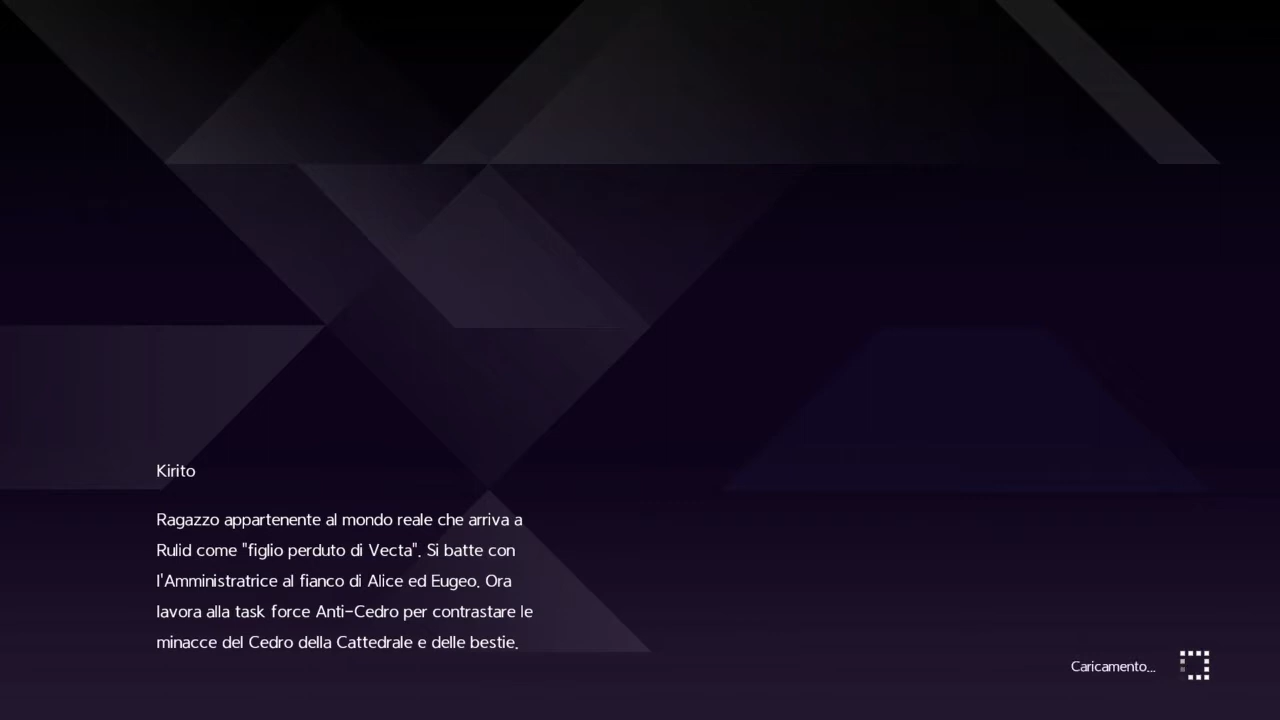 Kirito
Ragazzo appartenente al mondo reale che arriva a
Rulid come "figlio perduto di Vecta". Si batte con
l'Amministratrice al fianco di Alice ed Eugeo. Ora
lavora alla task force Anti-Cedro per contrastare le
minacce del Cedro della Cattedrale e delle bestie.
Caricamento...